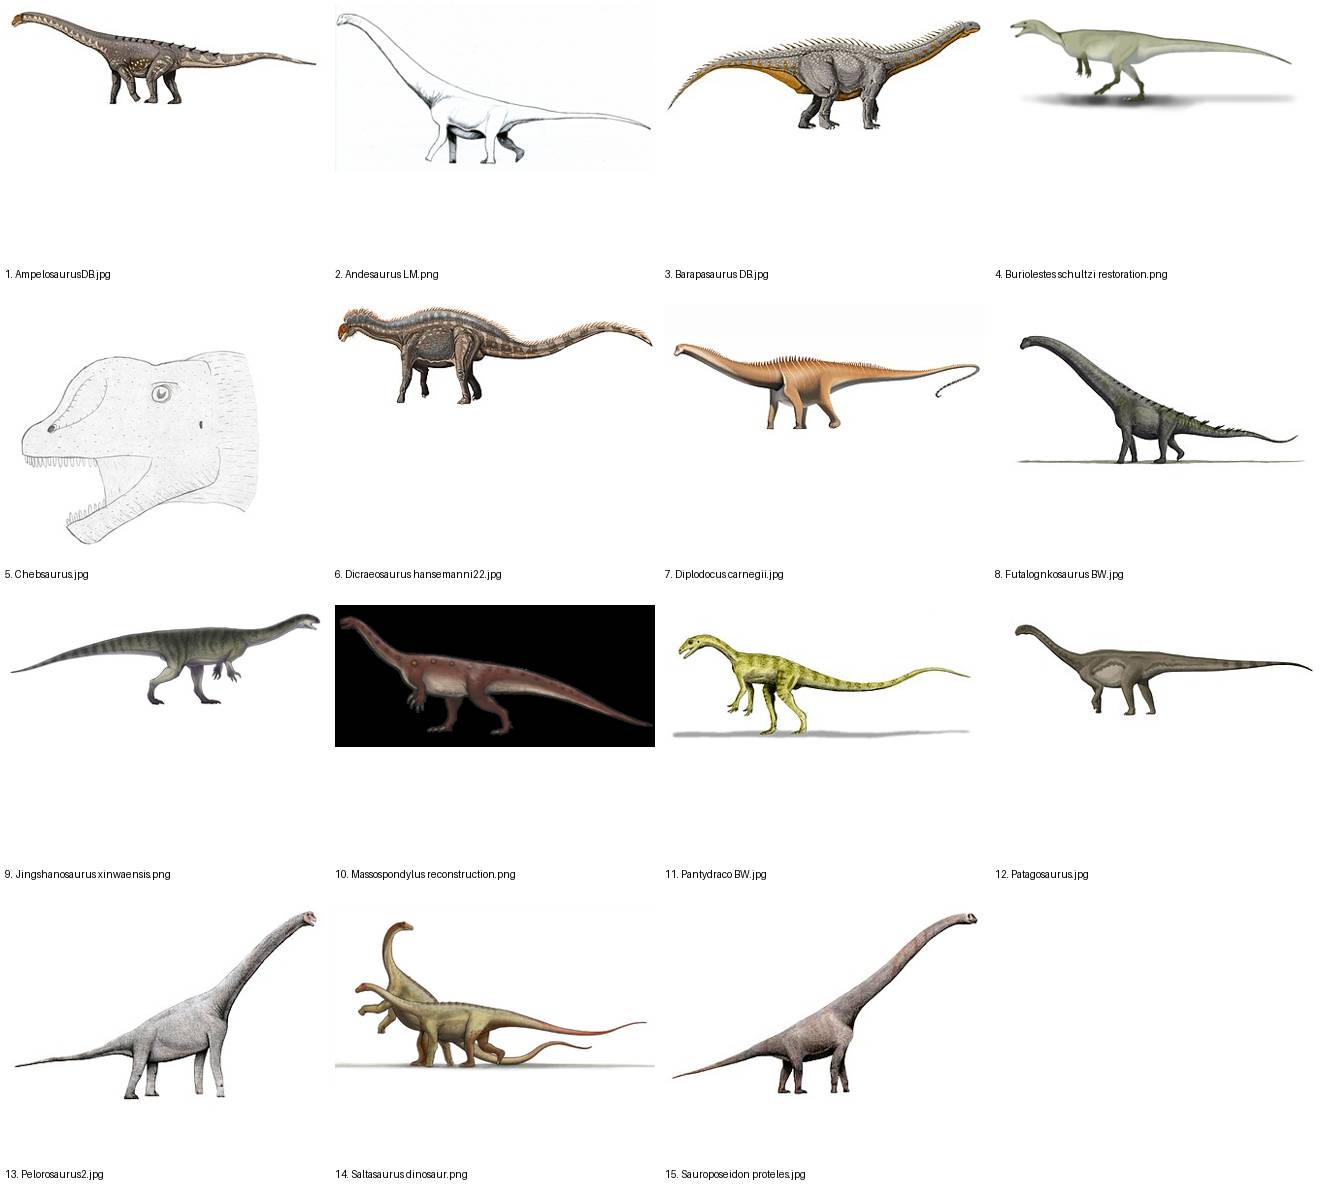 1. AmpelosaurusDB.jpg
2. Andesaurus LM.png
3. Barapasaurus DB.jpg
4. Buriolestes schultzi restoration.png
5. Chebsaurus.jpg
6. Dicraeosaurus hansemanni22.jpg
7. Diplodocus carnegii.jpg
8. Futalognkosaurus BW.jpg
9. Jingshanosaurus xinwaensis.png
10. Massospondylus reconstruction.png
11. Pantydraco BW.jpg
12. Patagosaurus.jpg
13. Pelorosaurus2.jpg
14. Saltasaurus dinosaur.png
15. Sauroposeidon proteles.jpg